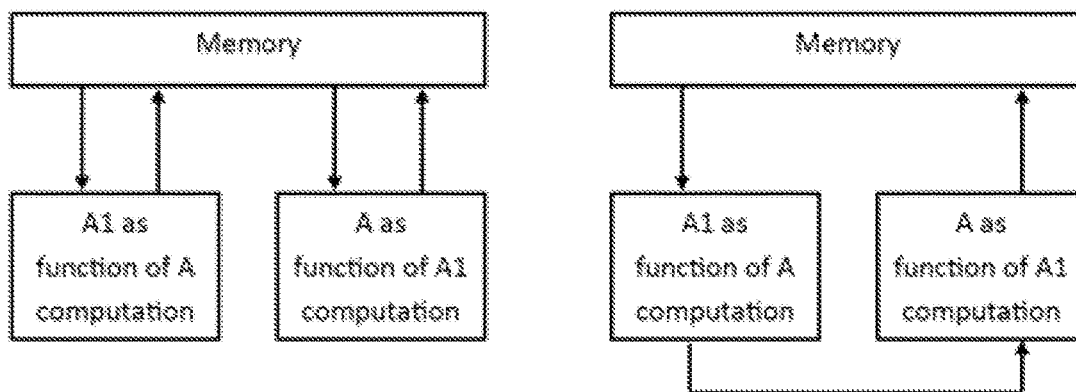 Memory
A1 as
function of A
computation
A as
function of A1
computation
Memory
A1 as
function of A
computation
A as
function of A1
computation